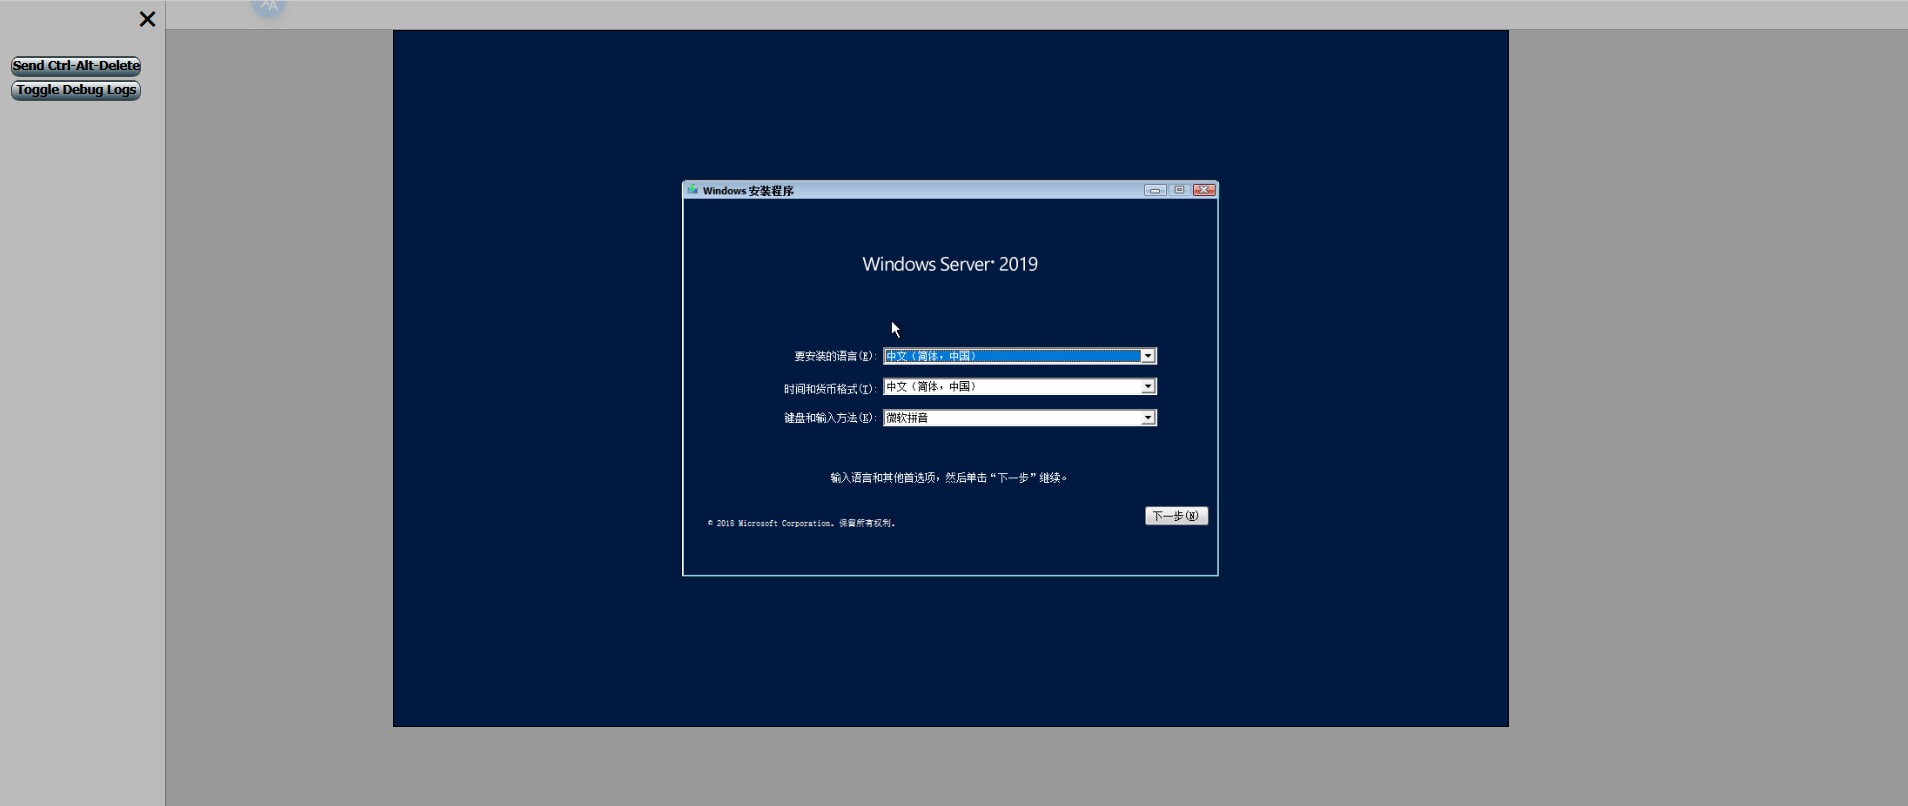 Send Ctrl-Alt-Delete
Toggle Debug Logs
Windows 安装程序
Windows Server 2019
要安装的语言(E): 中文(简体，中国)
时间和货币格式(T): 中文(简体，中国)
键盘和输入方法(K): 微软拼音
输入语言和其他首选项，然后单击“下一步”继续。
© 2018 Microsoft Corporation。保留所有权利。
下一步(N)